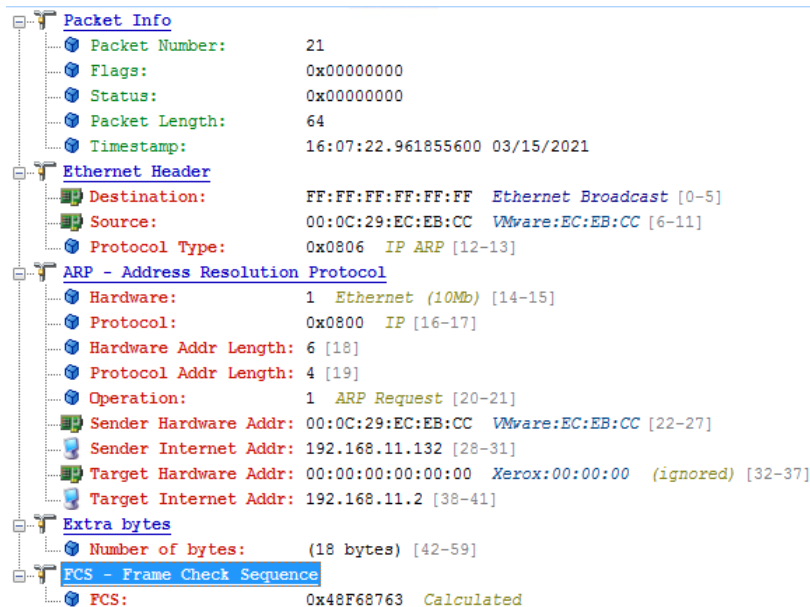 Packet Info
Packet Number: 21
Flags: 0x00000000
Status: 0x00000000
Packet Length: 64
Timestamp: 16:07:22.961855600 03/15/2021
Ethernet Header
Destination: FF:FF:FF:FF:FF:FF Ethernet Broadcast [0-5]
Source: 00:0C:29:EC:EB:CC VMware:EC:EB:CC [6-11]
Protocol Type: 0x0806 IP ARP [12-13]
ARP - Address Resolution Protocol
Hardware: 1 Ethernet (10Mb) [14-15]
Protocol: 0x0800 IP [16-17]
Hardware Addr Length: 6 [18]
Protocol Addr Length: 4 [19]
Operation: 1 ARP Request [20-21]
Sender Hardware Addr: 00:0C:29:EC:EB:CC VMware:EC:EB:CC [22-27]
Sender Internet Addr: 192.168.11.132 [28-31]
Target Hardware Addr: 00:00:00:00:00:00 Xerox:00:00:00 (ignored) [32-37]
Target Internet Addr: 192.168.11.2 [38-41]
Extra bytes
Number of bytes: (18 bytes) [42-59]
FCS - Frame Check Sequence
FCS: 0x48F68763 Calculated